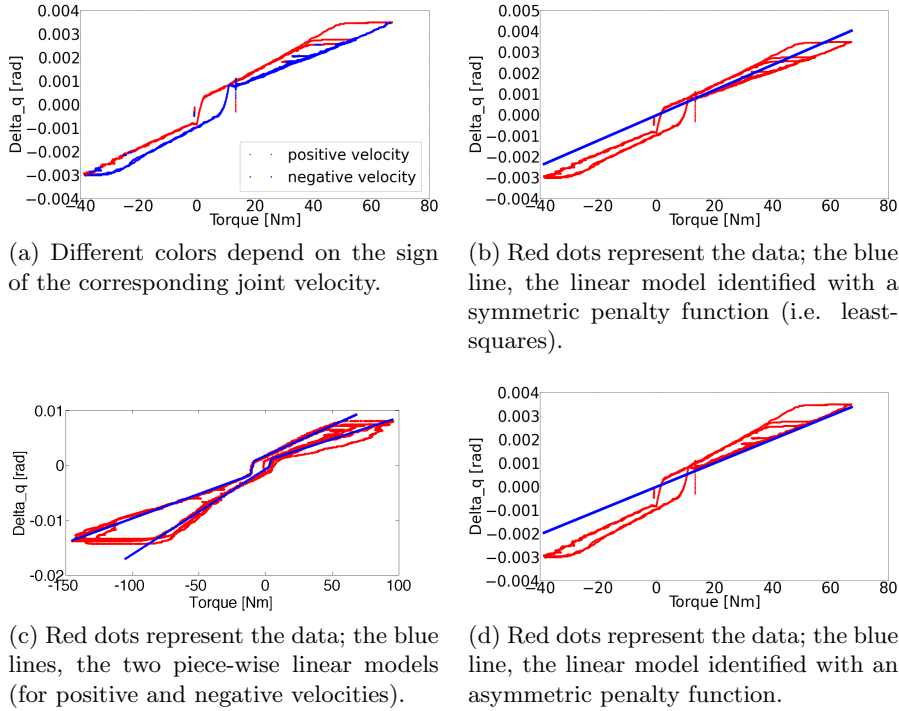 0.004
0.003
0.002
0.001
0.000
−0.001
−0.002
−0.003
−0.004
Delta_q [rad]
−40
−20
0
20
40
60
80
Torque [Nm]
positive velocity
negative velocity
0.005
0.004
0.003
0.002
0.001
0.000
−0.001
−0.002
−0.003
−0.004
Delta_q [rad]
−40
−20
0
20
40
60
80
Torque [Nm]
(a) Different colors depend on the sign
of the corresponding joint velocity.
(b) Red dots represent the data; the blue
line, the linear model identified with a
symmetric penalty function (i.e. least-
squares).
0.01
0
-0.01
-0.02
Delta_q [rad]
-150
-100
-50
0
50
100
Torque [Nm]
0.004
0.003
0.002
0.001
0.000
−0.001
−0.002
−0.003
−0.004
Delta_q [rad]
−40
−20
0
20
40
60
80
Torque [Nm]
(c) Red dots represent the data; the blue
lines, the two piece-wise linear models
(for positive and negative velocities).
(d) Red dots represent the data; the blue
line, the linear model identified with an
asymmetric penalty function.